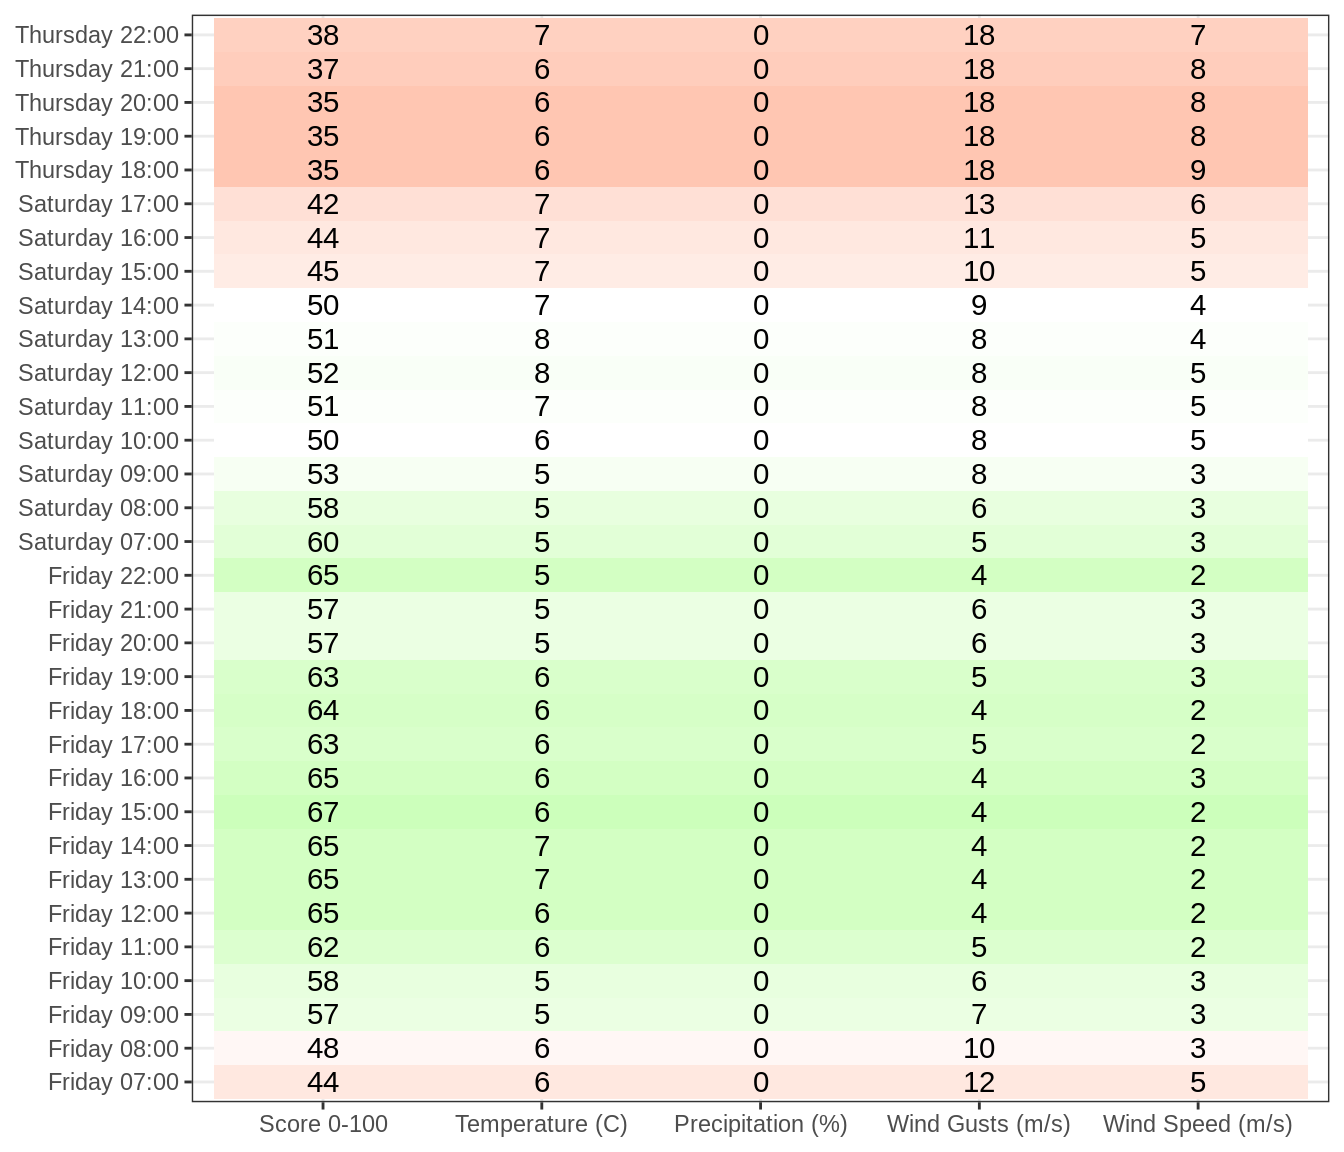 Thursday 22:00 38 7 0 18 7
Thursday 21:00 37 6 0 18 8
Thursday 20:00 35 6 0 18 8
Thursday 19:00 35 6 0 18 8
Thursday 18:00 35 6 0 18 9
Saturday 17:00 42 7 0 13 6
Saturday 16:00 44 7 0 11 5
Saturday 15:00 45 7 0 10 5
Saturday 14:00 50 7 0 9 4
Saturday 13:00 51 8 0 8 4
Saturday 12:00 52 8 0 8 5
Saturday 11:00 51 7 0 8 5
Saturday 10:00 50 6 0 8 5
Saturday 09:00 53 5 0 8 3
Saturday 08:00 58 5 0 6 3
Saturday 07:00 60 5 0 5 3
Friday 22:00 65 5 0 4 2
Friday 21:00 57 5 0 6 3
Friday 20:00 57 5 0 6 3
Friday 19:00 63 6 0 5 3
Friday 18:00 64 6 0 4 2
Friday 17:00 63 6 0 5 2
Friday 16:00 65 6 0 4 3
Friday 15:00 67 6 0 4 2
Friday 14:00 65 7 0 4 2
Friday 13:00 65 7 0 4 2
Friday 12:00 65 6 0 4 2
Friday 11:00 62 6 0 5 2
Friday 10:00 58 5 0 6 3
Friday 09:00 57 5 0 7 3
Friday 08:00 48 6 0 10 3
Friday 07:00 44 6 0 12 5
Score 0-100 Temperature (C) Precipitation (%) Wind Gusts (m/s) Wind Speed (m/s)